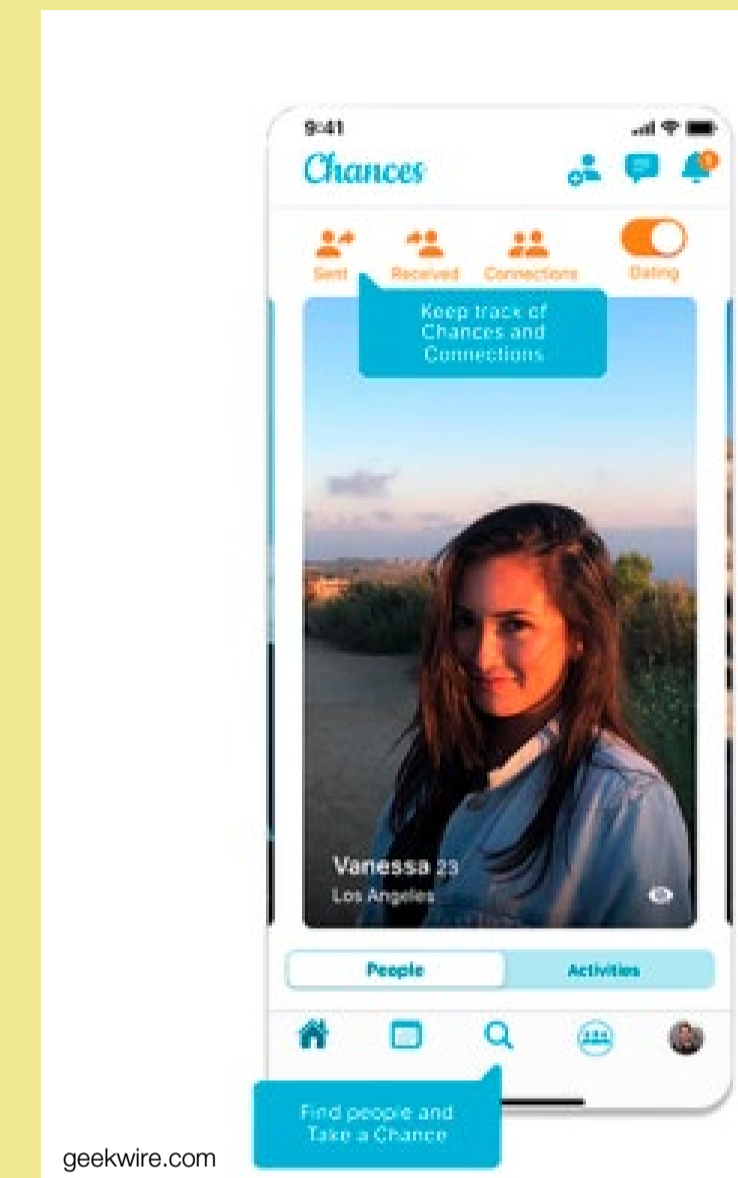 9:41
Chances
Sent
Received
Connections
Dating
Keep track of
Chances and
Connections
Vanessa 23
Los Angeles
People
Activities
Find people and
Take a Chance
geekwire.com